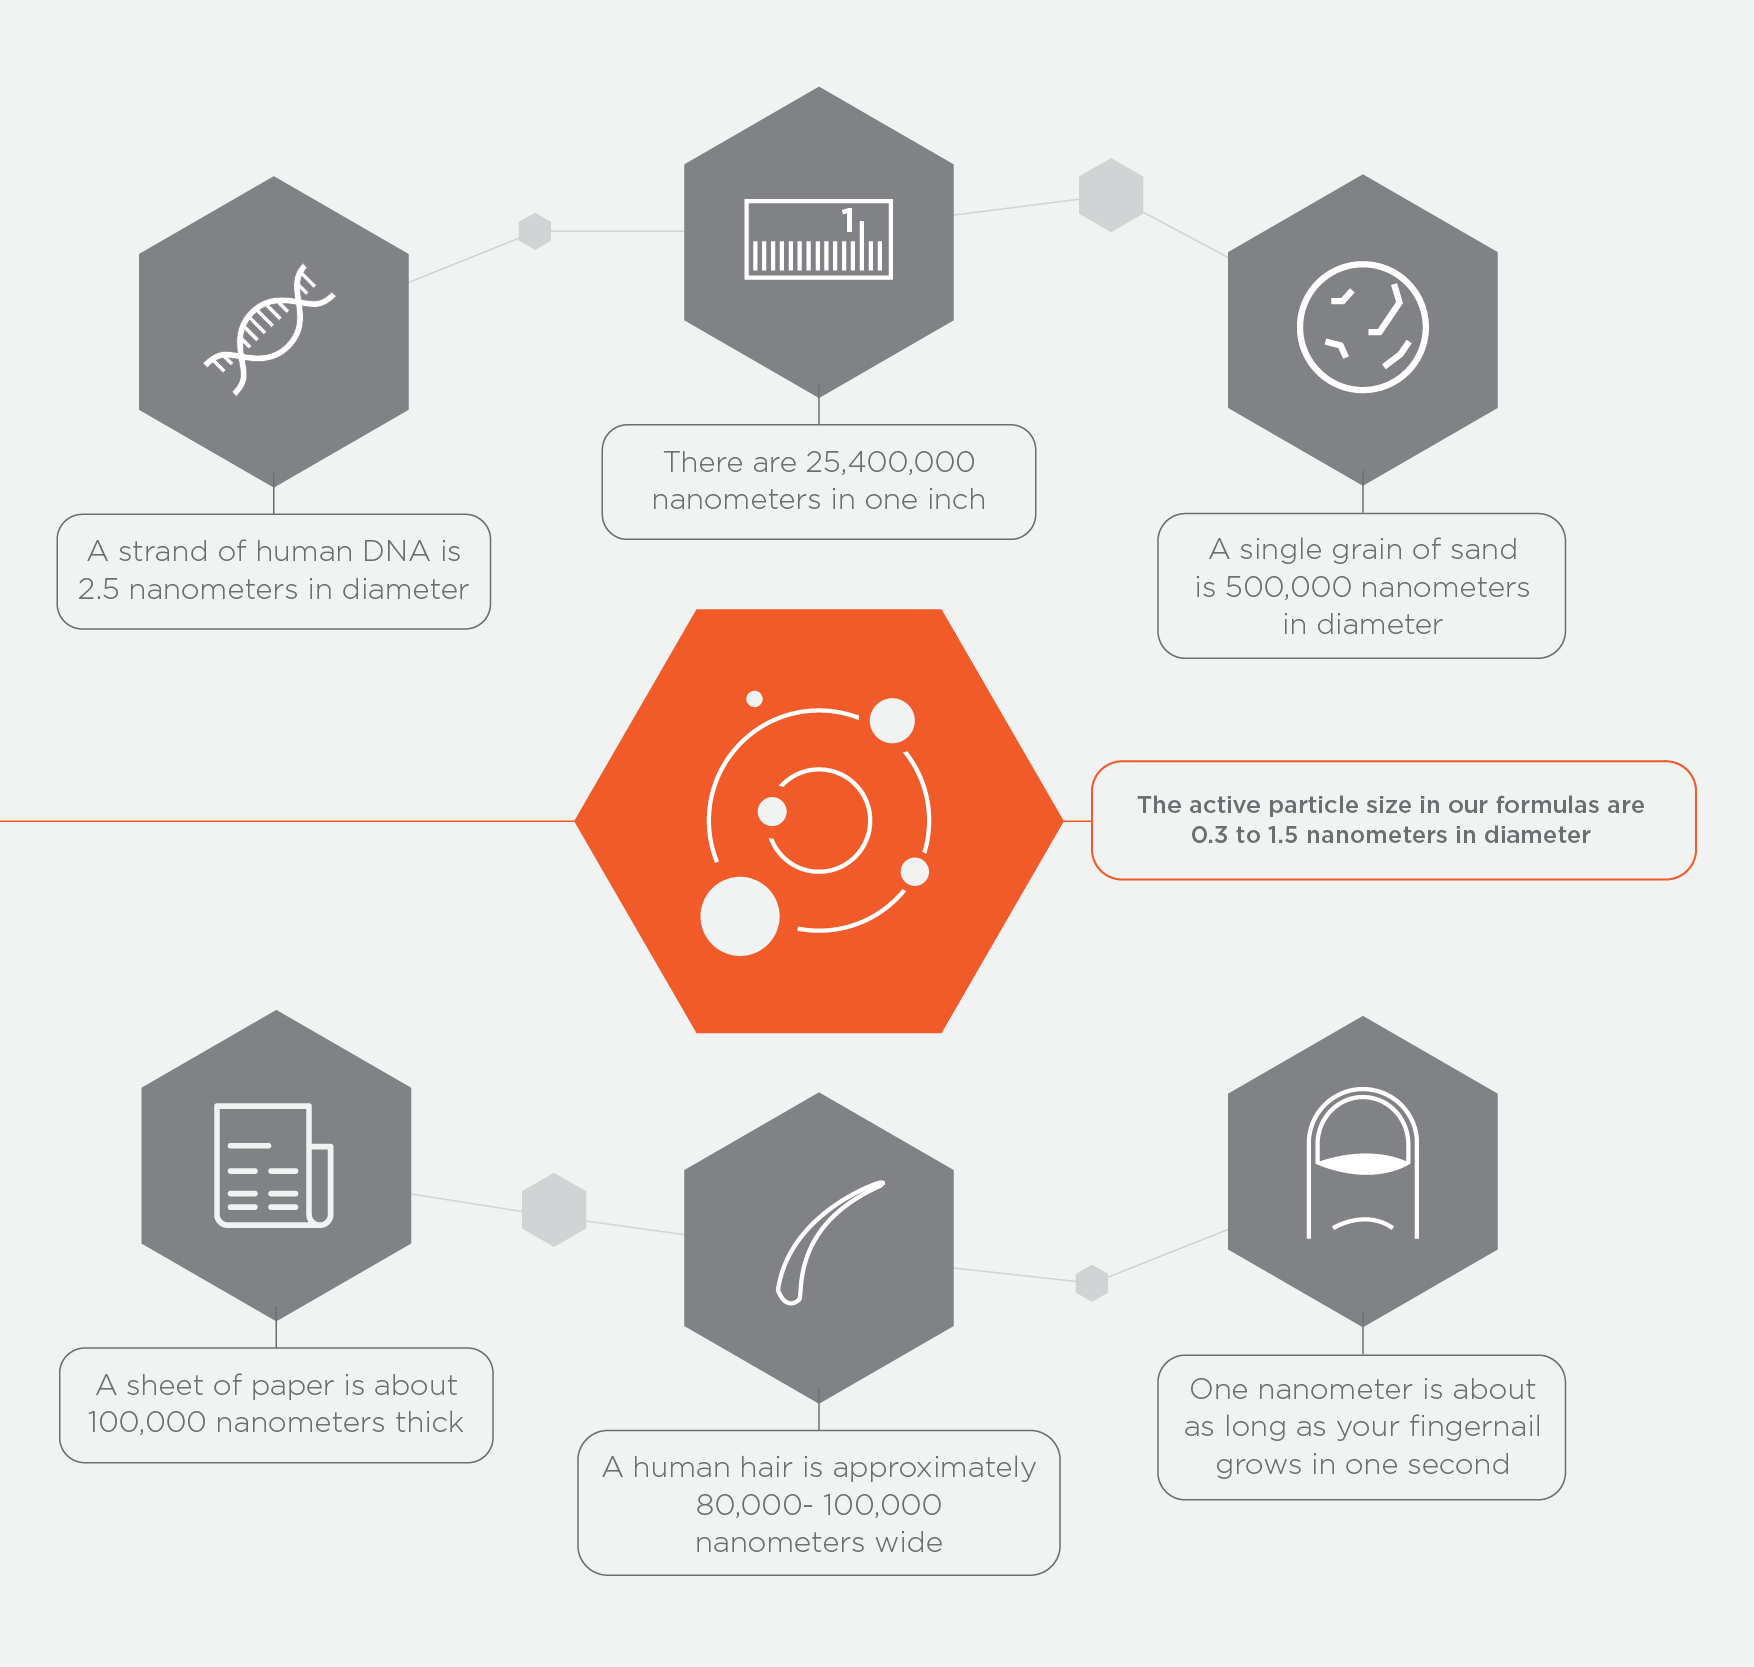 1
There are 25,400,000
nanometers in one inch
A strand of human DNA is
2.5 nanometers in diameter
A single grain of sand
is 500,000 nanometers
in diameter
The active particle size in our formulas are
0.3 to 1.5 nanometers in diameter
A sheet of paper is about
100,000 nanometers thick
A human hair is approximately
80,000- 100,000
nanometers wide
One nanometer is about
as long as your fingernail
grows in one second